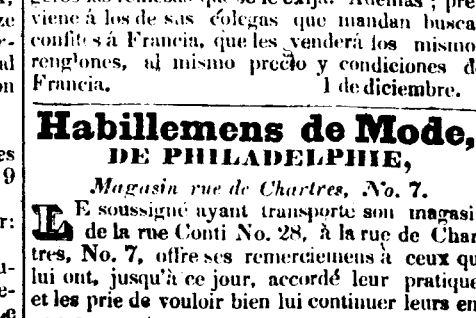 viene á los de sus colegas que mandan busca
confites á Francia, que les venderá los mismo
renglones, al mismo precio y condiciones d
Francia. 1 de diciembre.
Habillemens de Mode,
DE PHILADELPHIE,
Magasin rue de Chartres, No. 7.
LE soussigné ayant transporté son magasi
de la rue Conti No. 28, à la rue de Char
tres, No. 7, offre ses remerciemens à ceux qu
lui ont, jusqu'à ce jour, accordé leur pratique
et les prie de vouloir bien lui continuer leurs en